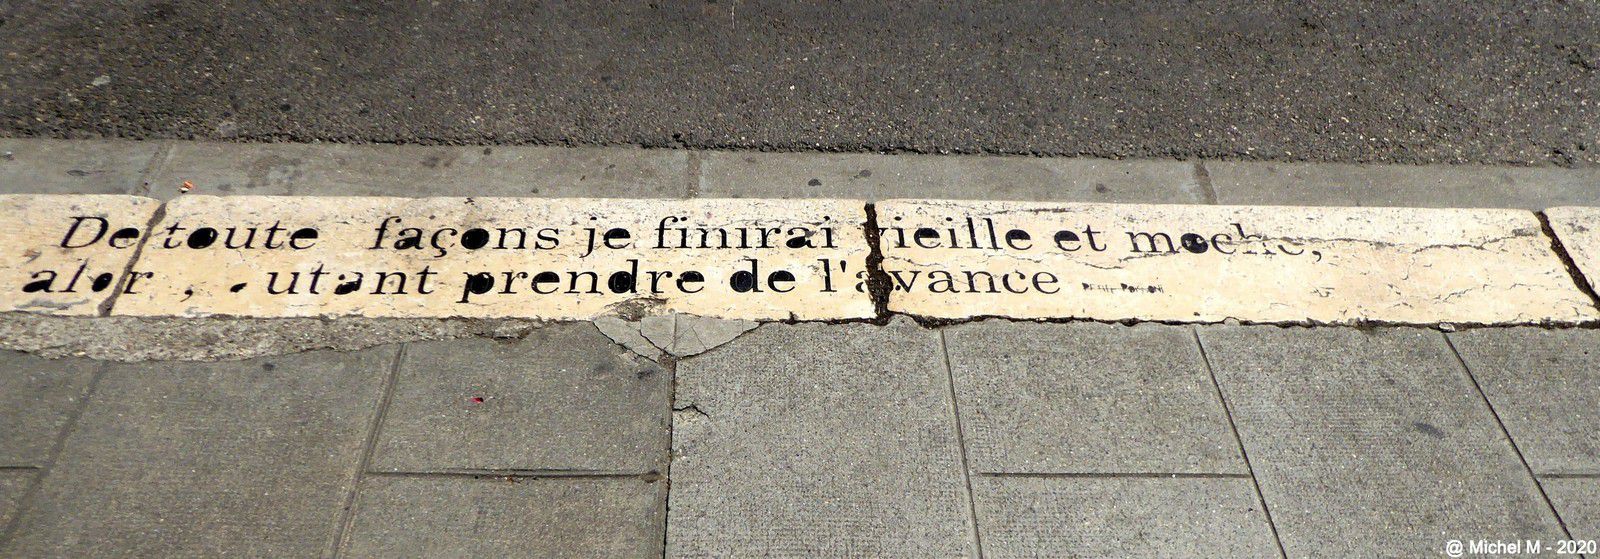 De toute façons je finirai vieille et moche,
alor , . utant prendre de l'avance
@ Michel M - 2020